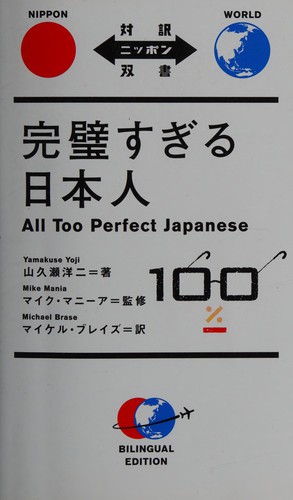 NIPPON
対訳
WORLD
ニッポン
双書
完璧すぎる
日本人
All Too Perfect Japanese
Yamakuse Yoji
山久瀬洋二=著
Mike Mania
マイク・マニーア=監修
Michael Brase
マイケル・ブレイズ=訳
100
%
BILINGUAL
EDITION